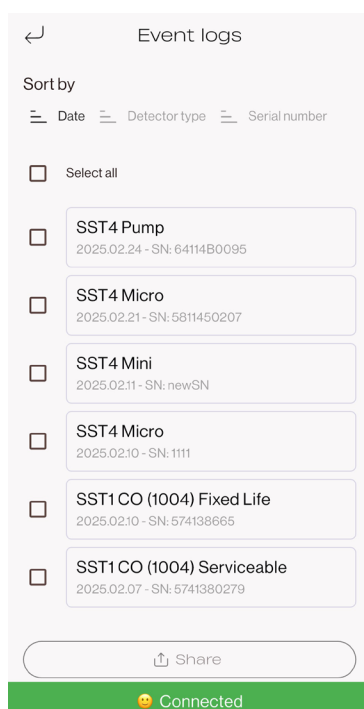 Event logs
Sort by
Date Detector type Serial number
Select all
SST4 Pump
2025.02.24 - SN: 64114B0095
SST4 Micro
2025.02.21 - SN: 5811450207
SST4 Mini
2025.02.11 - SN: newSN
SST4 Micro
2025.02.10 - SN: 1111
SST1 CO (1004) Fixed Life
2025.02.10 - SN: 574138665
SST1 CO (1004) Serviceable
2025.02.07 - SN: 5741380279
Share
Connected